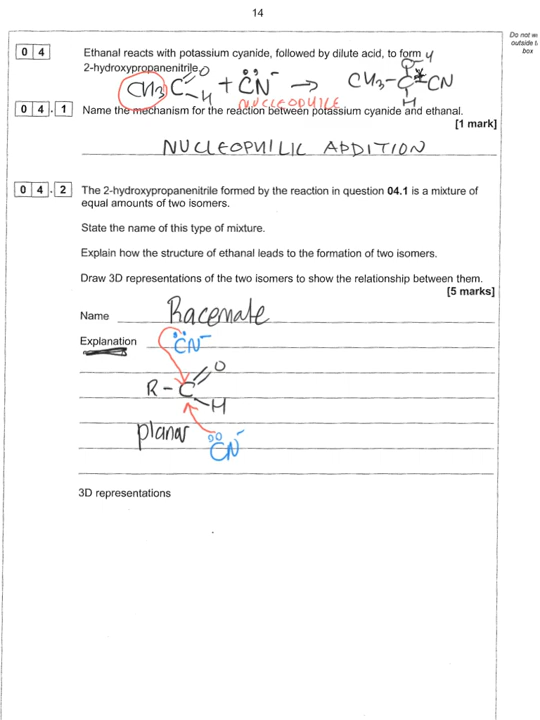 14
Do not w
outside t
box
0 4 Ethanal reacts with potassium cyanide, followed by dilute acid, to form
2-hydroxypropanenitrile.
CH3 C O H + CN⁻ → CH3-C*-CN
H
NUCLEOPHILE
0 4 . 1 Name the mechanism for the reaction between potassium cyanide and ethanal.
[1 mark]
NUCLEOPHILIC ADDITION
0 4 . 2 The 2-hydroxypropanenitrile formed by the reaction in question 04.1 is a mixture of
equal amounts of two isomers.
State the name of this type of mixture.
Explain how the structure of ethanal leads to the formation of two isomers.
Draw 3D representations of the two isomers to show the relationship between them.
[5 marks]
Name Racemate
Explanation CN⁻
O
R - C
H
planar
CN⁻
3D representations